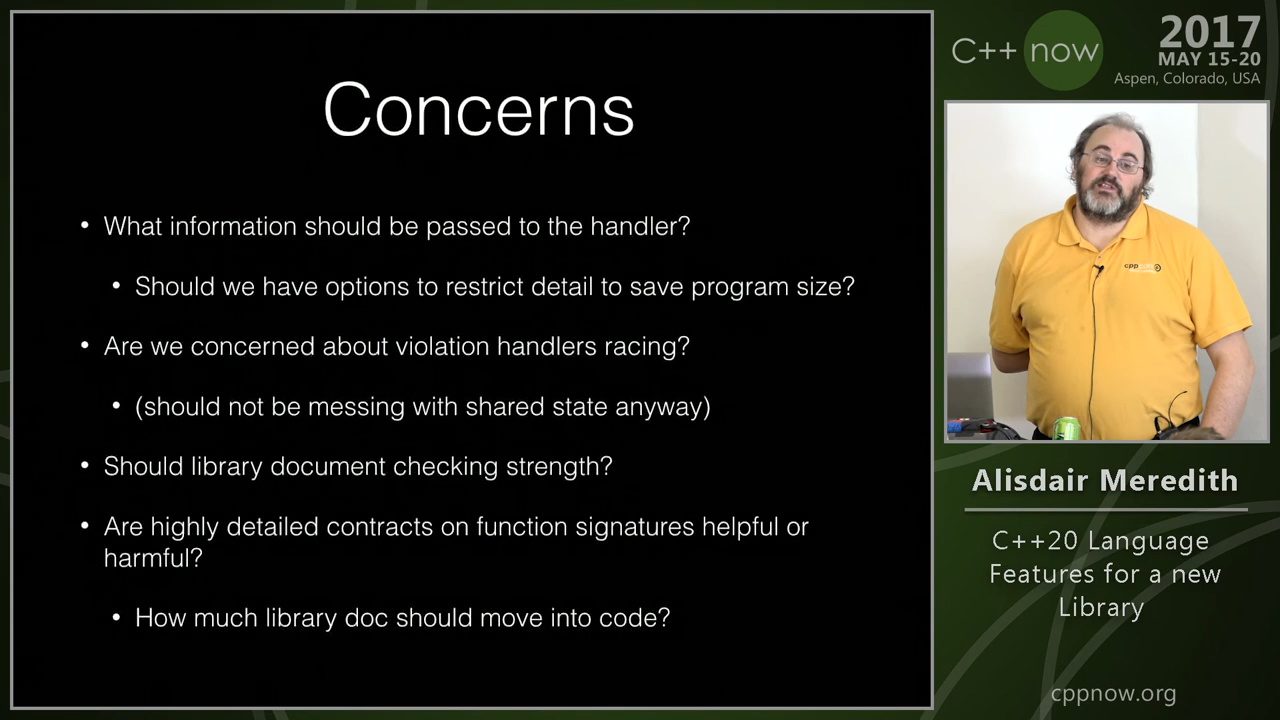 Concerns
• What information should be passed to the handler?
• Should we have options to restrict detail to save program size?
• Are we concerned about violation handlers racing?
• (should not be messing with shared state anyway)
• Should library document checking strength?
• Are highly detailed contracts on function signatures helpful or
harmful?
• How much library doc should move into code?
C++ now
2017
MAY 15-20
Aspen, Colorado, USA
cpp
Alisdair Meredith
C++20 Language
Features for a new
Library
cppnow.org